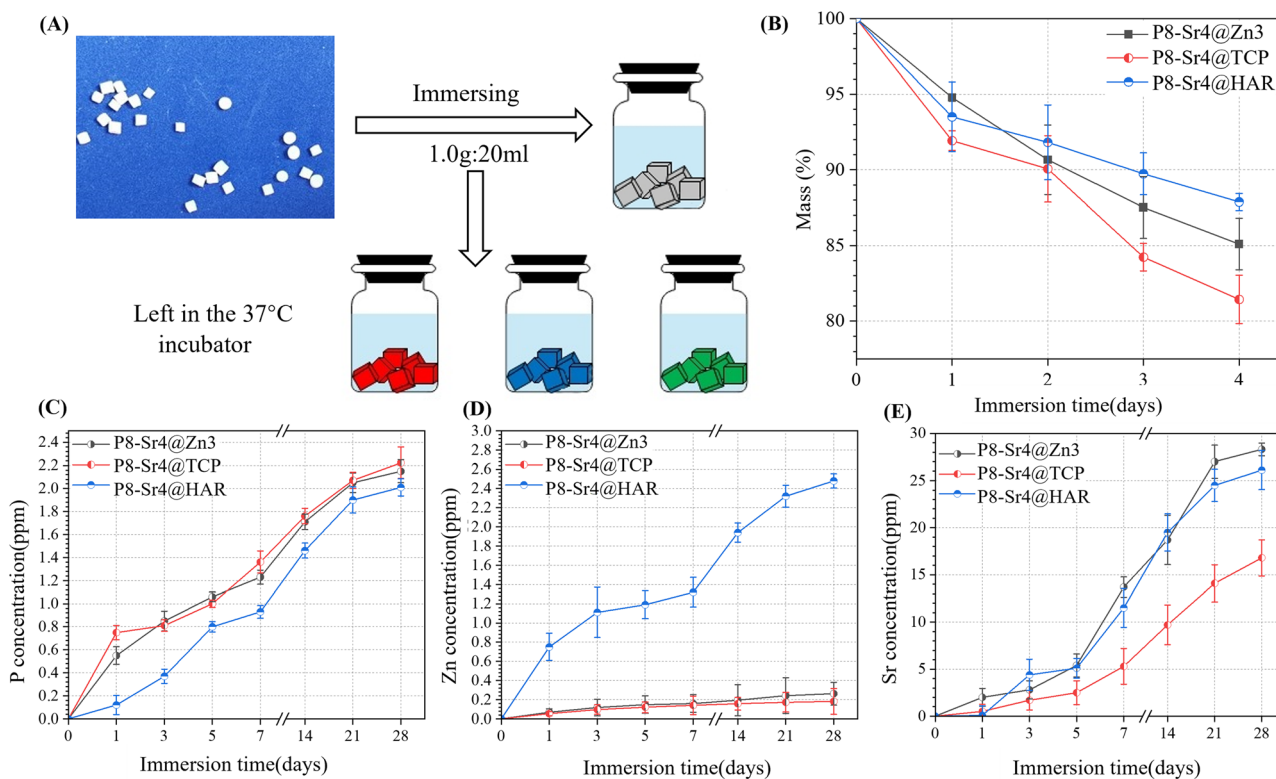 (A)
Immersing
1.0g:20ml
Left in the 37°C
incubator
(B)
P8-Sr4@Zn3
P8-Sr4@TCP
P8-Sr4@HAR
Mass (%)
100
95
90
85
80
0 1 2 3 4
Immersion time(days)
(C)
P8-Sr4@Zn3
P8-Sr4@TCP
P8-Sr4@HAR
P concentration(ppm)
2.4
2.2
2.0
1.8
1.6
1.4
1.2
1.0
0.8
0.6
0.4
0.2
0.0
0 1 3 5 7 14 21 28
Immersion time(days)
(D)
P8-Sr4@Zn3
P8-Sr4@TCP
P8-Sr4@HAR
Zn concentration(ppm)
3.0
2.8
2.6
2.4
2.2
2.0
1.8
1.6
1.4
1.2
1.0
0.8
0.6
0.4
0.2
0.0
0 1 3 5 7 14 21 28
Immersion time(days)
(E)
P8-Sr4@Zn3
P8-Sr4@TCP
P8-Sr4@HAR
Sr concentration(ppm)
30
25
20
15
10
5
0
0 1 3 5 7 14 21 28
Immersion time(days)